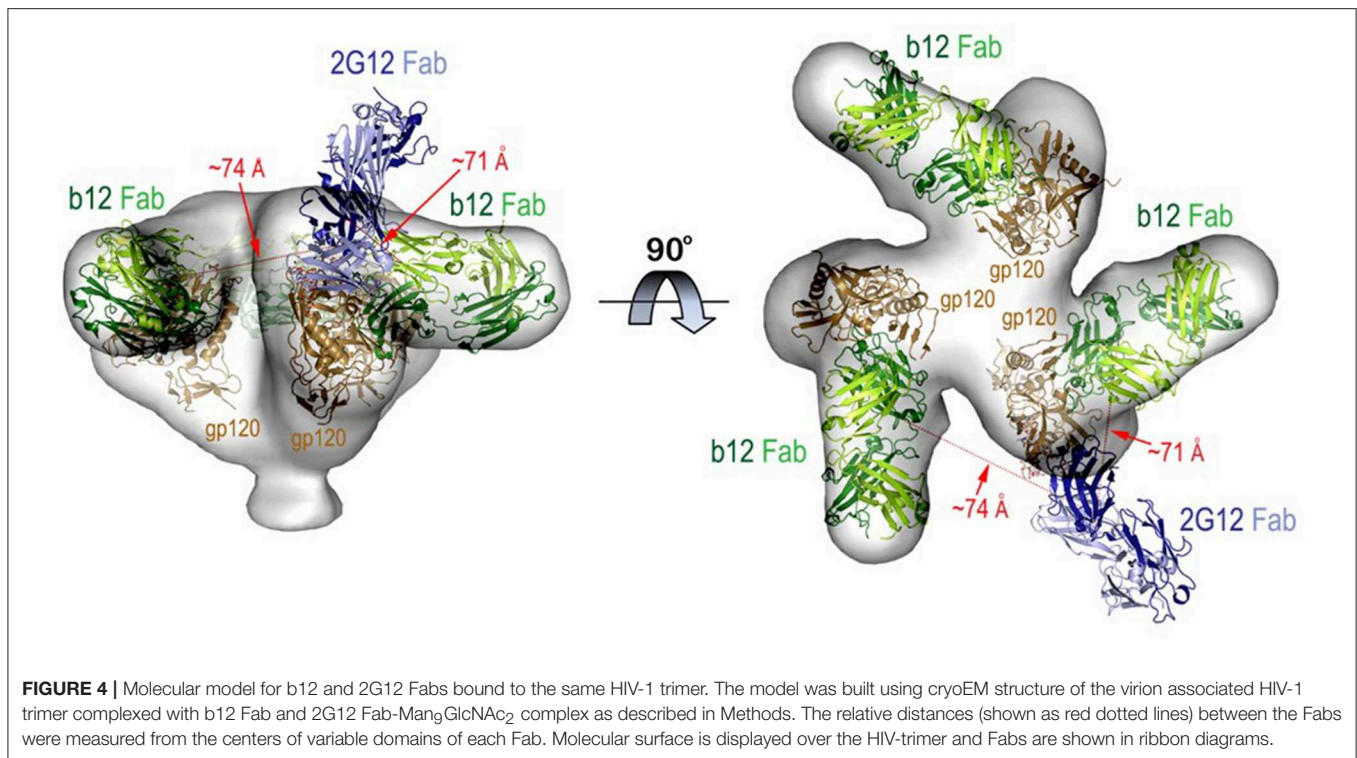 2G12 Fab
~74 Å
~71 Å
b12 Fab
b12 Fab
gp120
gp120
90°
b12 Fab
b12 Fab
gp120
gp120
gp120
b12 Fab
~71 Å
~74 Å
2G12 Fab
FIGURE 4 | Molecular model for b12 and 2G12 Fabs bound to the same HIV-1 trimer. The model was built using cryoEM structure of the virion associated HIV-1
trimer complexed with b12 Fab and 2G12 Fab-Man₉GlcNAc₂ complex as described in Methods. The relative distances (shown as red dotted lines) between the Fabs
were measured from the centers of variable domains of each Fab. Molecular surface is displayed over the HIV-trimer and Fabs are shown in ribbon diagrams.